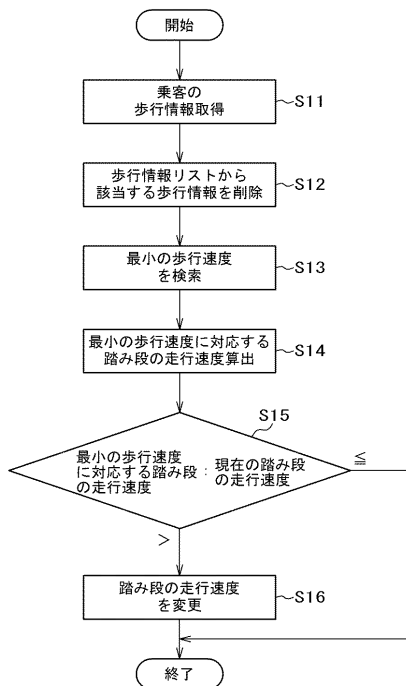 開始
乗客の
歩行情報取得
S11
歩行情報リストから
該当する歩行情報を削除
S12
最小の歩行速度
を検索
S13
最小の歩行速度に対応する
踏み段の走行速度算出
S14
S15
最小の歩行速度
に対応する踏み段
の走行速度
:
現在の踏み段
の走行速度
≦
>
踏み段の走行速度
を変更
S16
終了